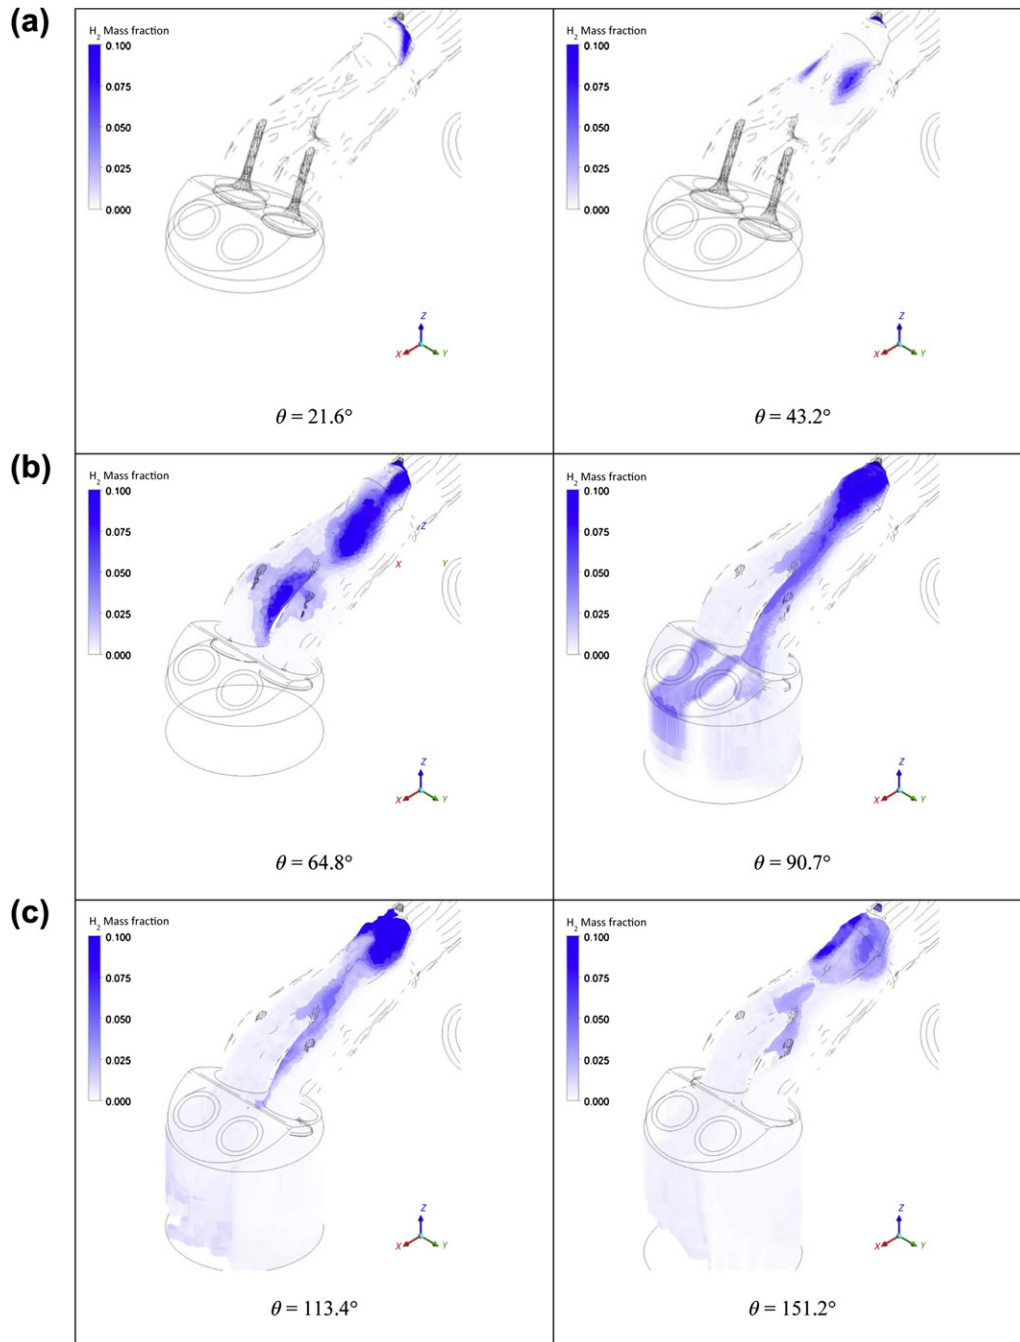 (a)
H2 Mass fraction
0.100
0.075
0.050
0.025
0.000
Z
X
Y
θ = 21.6°
H2 Mass fraction
0.100
0.075
0.050
0.025
0.000
Z
X
Y
θ = 43.2°
(b)
H2 Mass fraction
0.100
0.075
0.050
0.025
0.000
Z
X
Y
Z
X
Y
θ = 64.8°
H2 Mass fraction
0.100
0.075
0.050
0.025
0.000
Z
X
Y
θ = 90.7°
(c)
H2 Mass fraction
0.100
0.075
0.050
0.025
0.000
Z
X
Y
θ = 113.4°
H2 Mass fraction
0.100
0.075
0.050
0.025
0.000
Z
X
Y
θ = 151.2°